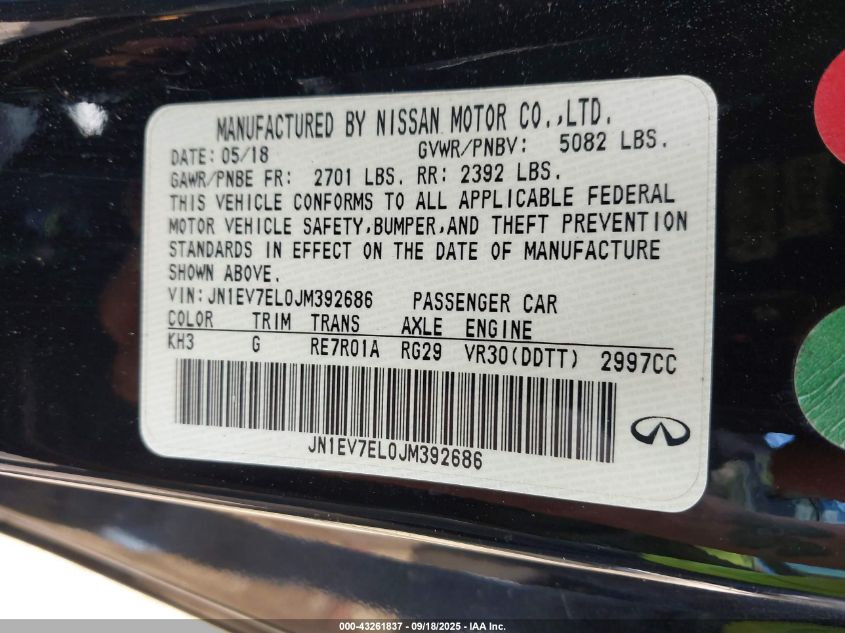 MANUFACTURED BY NISSAN MOTOR CO.,LTD.
DATE: 05/18 GVWR/PNBV: 5082 LBS.
GAWR/PNBE FR: 2701 LBS. RR: 2392 LBS.
THIS VEHICLE CONFORMS TO ALL APPLICABLE FEDERAL
MOTOR VEHICLE SAFETY,BUMPER,AND THEFT PREVENTION
STANDARDS IN EFFECT ON THE DATE OF MANUFACTURE
SHOWN ABOVE.
VIN: JN1EV7EL0JM392686 PASSENGER CAR
COLOR TRIM TRANS AXLE ENGINE
KH3 G RE7R01A RG29 VR30(DDTT) 2997CC
JN1EV7EL0JM392686
000-43261837 - 09/18/2025 - IAA Inc.